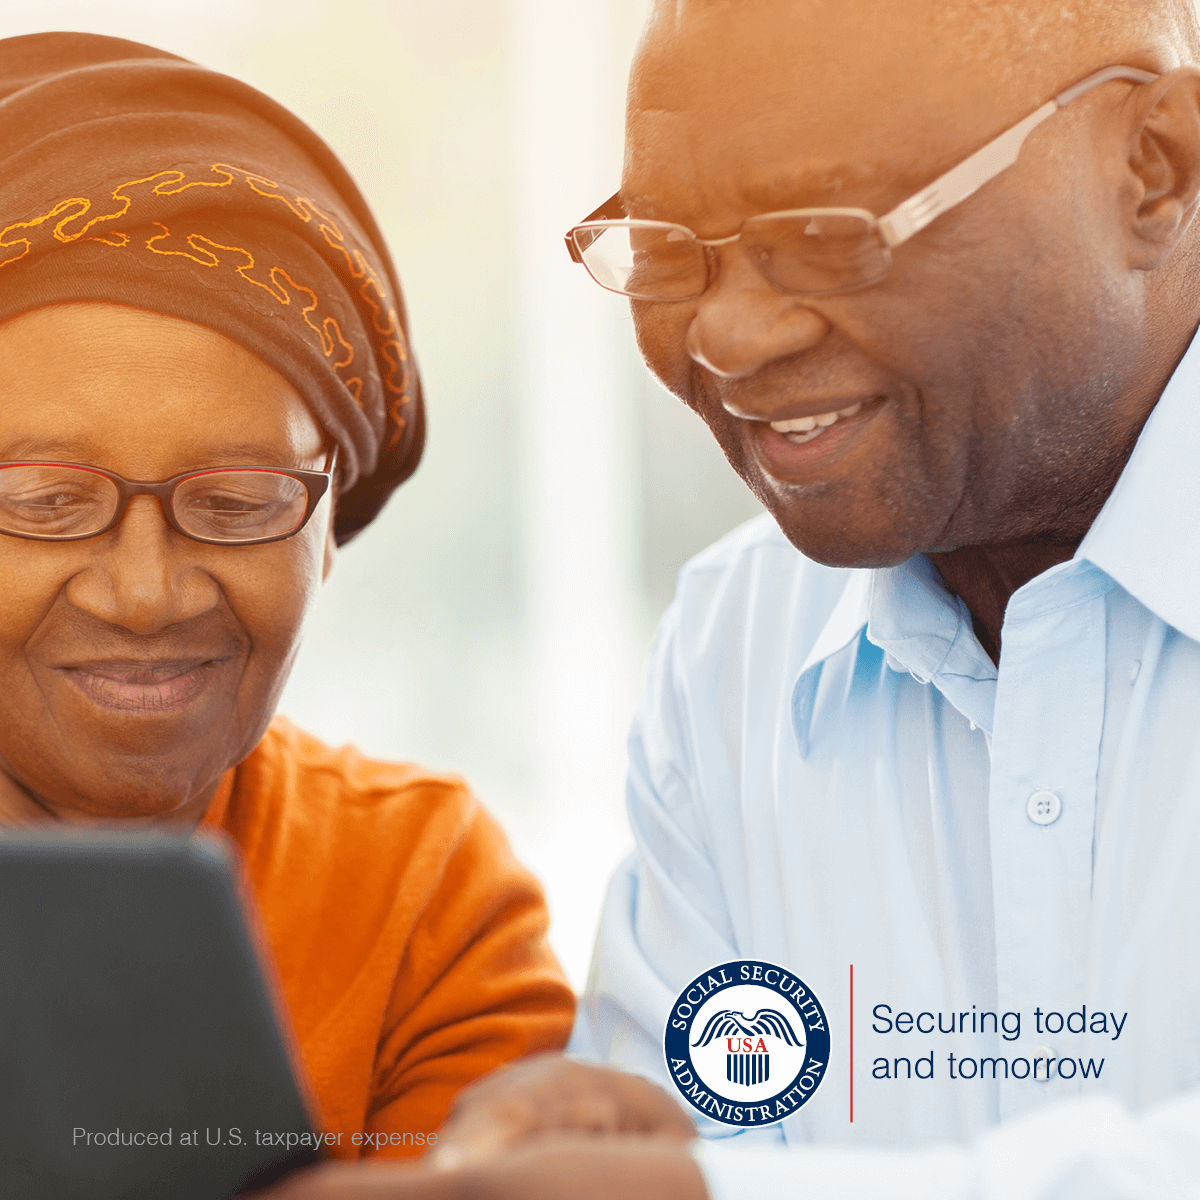 SOCIAL SECURITY
USA
ADMINISTRATION
Securing today
and tomorrow
Produced at U.S. taxpayer expense